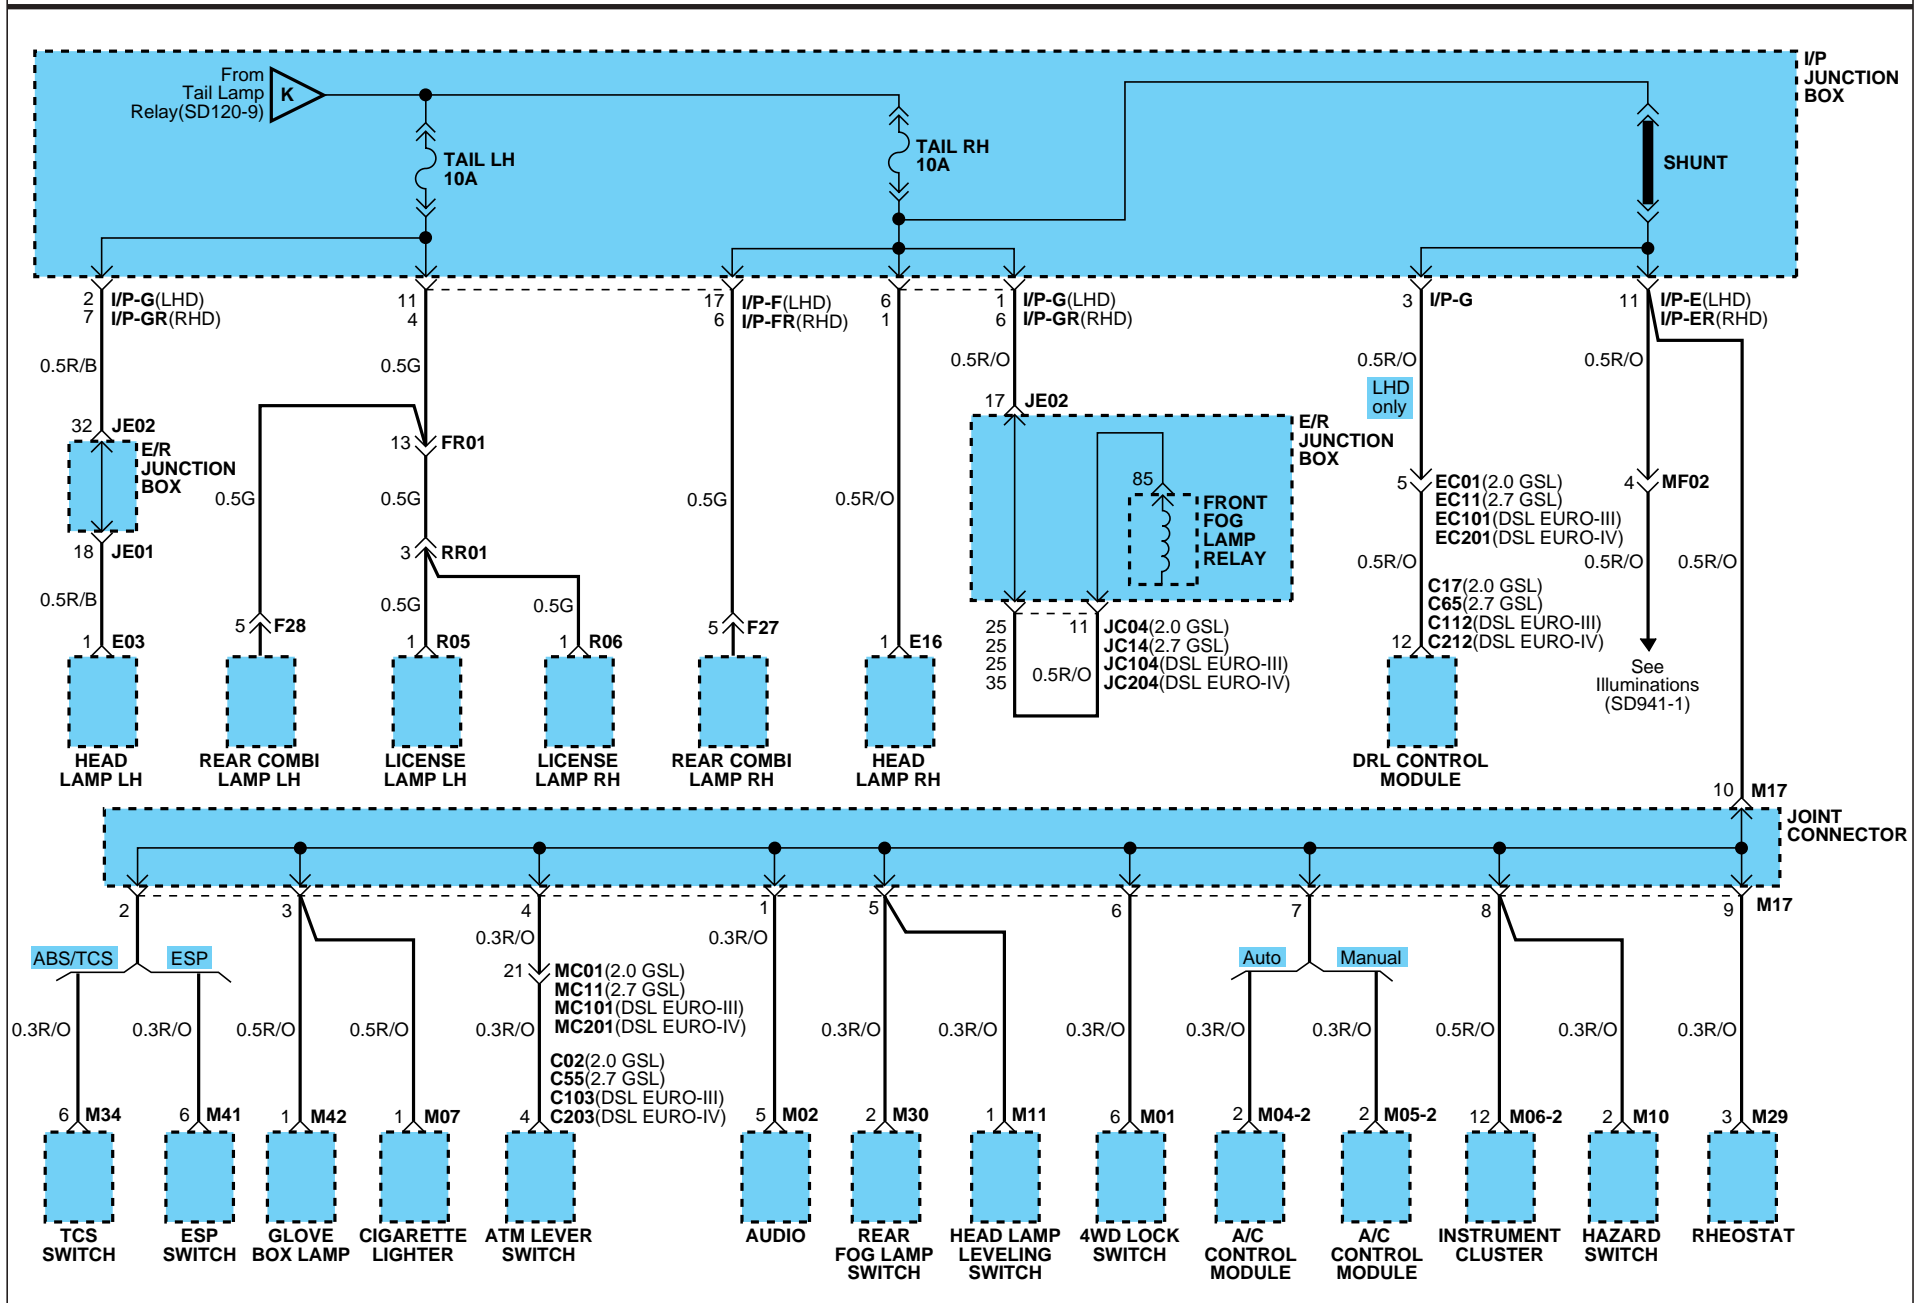 I/P
JUNCTION
BOX
From
Tail Lamp
Relay(SD120-9)
K
TAIL LH
10A
TAIL RH
10A
SHUNT
2 I/P-G(LHD)
7 I/P-GR(RHD)
11
4
17 I/P-F(LHD)
6 I/P-FR(RHD)
6
1
1 I/P-G(LHD)
6 I/P-GR(RHD)
3 I/P-G
11 I/P-E(LHD)
I/P-ER(RHD)
0.5R/B
0.5G
0.5R/O
0.5R/O
0.5R/O
LHD
only
32 JE02
E/R
JUNCTION
BOX
18 JE01
0.5R/B
1 E03
HEAD
LAMP LH
13 FR01
0.5G
0.5G
3 RR01
0.5G
0.5G
5 F28
REAR COMBI
LAMP LH
1 R05
LICENSE
LAMP LH
1 R06
LICENSE
LAMP RH
0.5G
5 F27
REAR COMBI
LAMP RH
0.5R/O
1 E16
HEAD
LAMP RH
17 JE02
E/R
JUNCTION
BOX
85
FRONT
FOG
LAMP
RELAY
25 11 JC04(2.0 GSL)
25 JC14(2.7 GSL)
25 JC104(DSL EURO-III)
35 JC204(DSL EURO-IV)
0.5R/O
5 EC01(2.0 GSL)
EC11(2.7 GSL)
EC101(DSL EURO-III)
EC201(DSL EURO-IV)
0.5R/O
C17(2.0 GSL)
C65(2.7 GSL)
C112(DSL EURO-III)
12 C212(DSL EURO-IV)
DRL CONTROL
MODULE
4 MF02
0.5R/O
0.5R/O
See
Illuminations
(SD941-1)
10 M17
JOINT
CONNECTOR
2
3
4
1
5
6
7
8
9 M17
ABS/TCS
ESP
0.3R/O
0.3R/O
Auto
Manual
21 MC01(2.0 GSL)
MC11(2.7 GSL)
MC101(DSL EURO-III)
MC201(DSL EURO-IV)
0.3R/O
0.3R/O
0.5R/O
0.5R/O
0.3R/O
0.3R/O
0.3R/O
0.3R/O
0.3R/O
0.3R/O
0.5R/O
0.3R/O
0.3R/O
C02(2.0 GSL)
C55(2.7 GSL)
C103(DSL EURO-III)
4 C203(DSL EURO-IV)
6 M34
6 M41
1 M42
1 M07
5 M02
2 M30
1 M11
6 M01
2 M04-2
2 M05-2
12 M06-2
2 M10
3 M29
TCS
SWITCH
ESP
SWITCH
GLOVE
BOX LAMP
CIGARETTE
LIGHTER
ATM LEVER
SWITCH
AUDIO
REAR
FOG LAMP
SWITCH
HEAD LAMP
LEVELING
SWITCH
4WD LOCK
SWITCH
A/C
CONTROL
MODULE
A/C
CONTROL
MODULE
INSTRUMENT
CLUSTER
HAZARD
SWITCH
RHEOSTAT